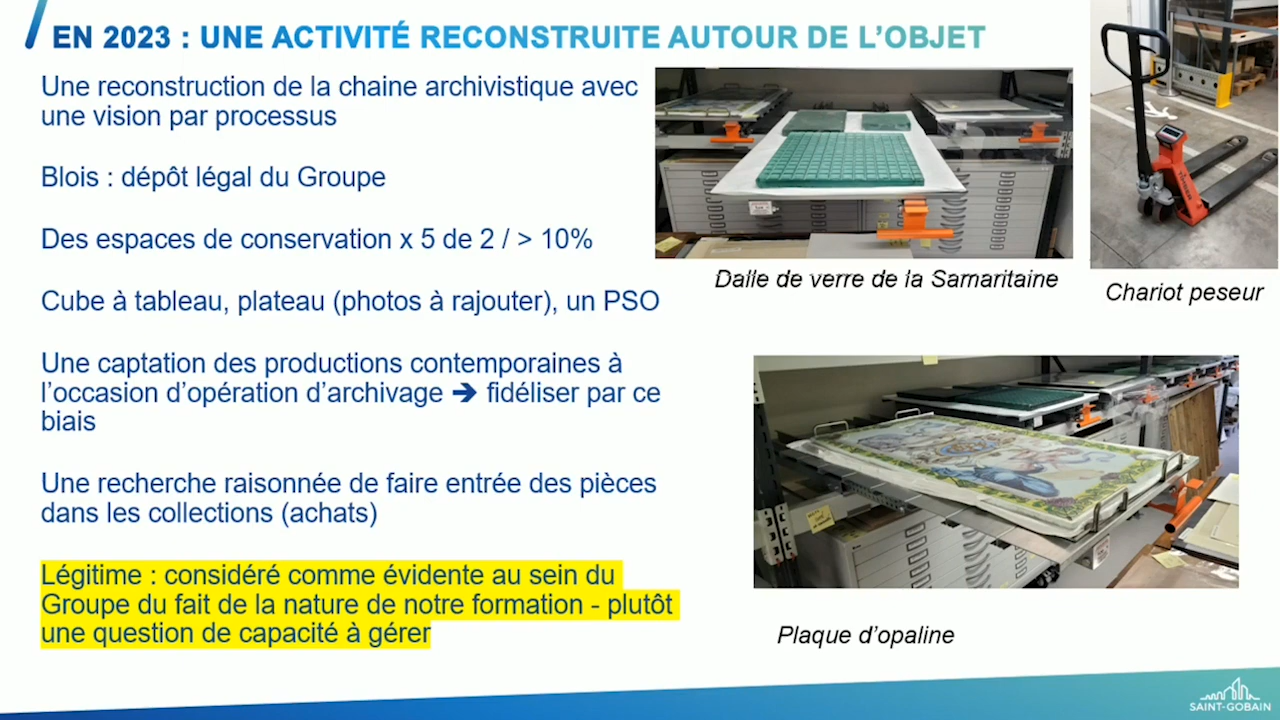 EN 2023 : UNE ACTIVITÉ RECONSTRUITE AUTOUR DE L'OBJET
Une reconstruction de la chaine archivistique avec
une vision par processus
Blois : dépôt légal du Groupe
Des espaces de conservation x 5 de 2 / > 10%
Cube à tableau, plateau (photos à rajouter), un PSO
Une captation des productions contemporaines à
l'occasion d'opération d'archivage ➔ fidéliser par ce
biais
Une recherche raisonnée de faire entrée des pièces
dans les collections (achats)
Légitime : considéré comme évidente au sein du
Groupe du fait de la nature de notre formation - plutôt
une question de capacité à gérer
Dalle de verre de la Samaritaine
Chariot peseur
Plaque d'opaline
SAINT-GOBAIN